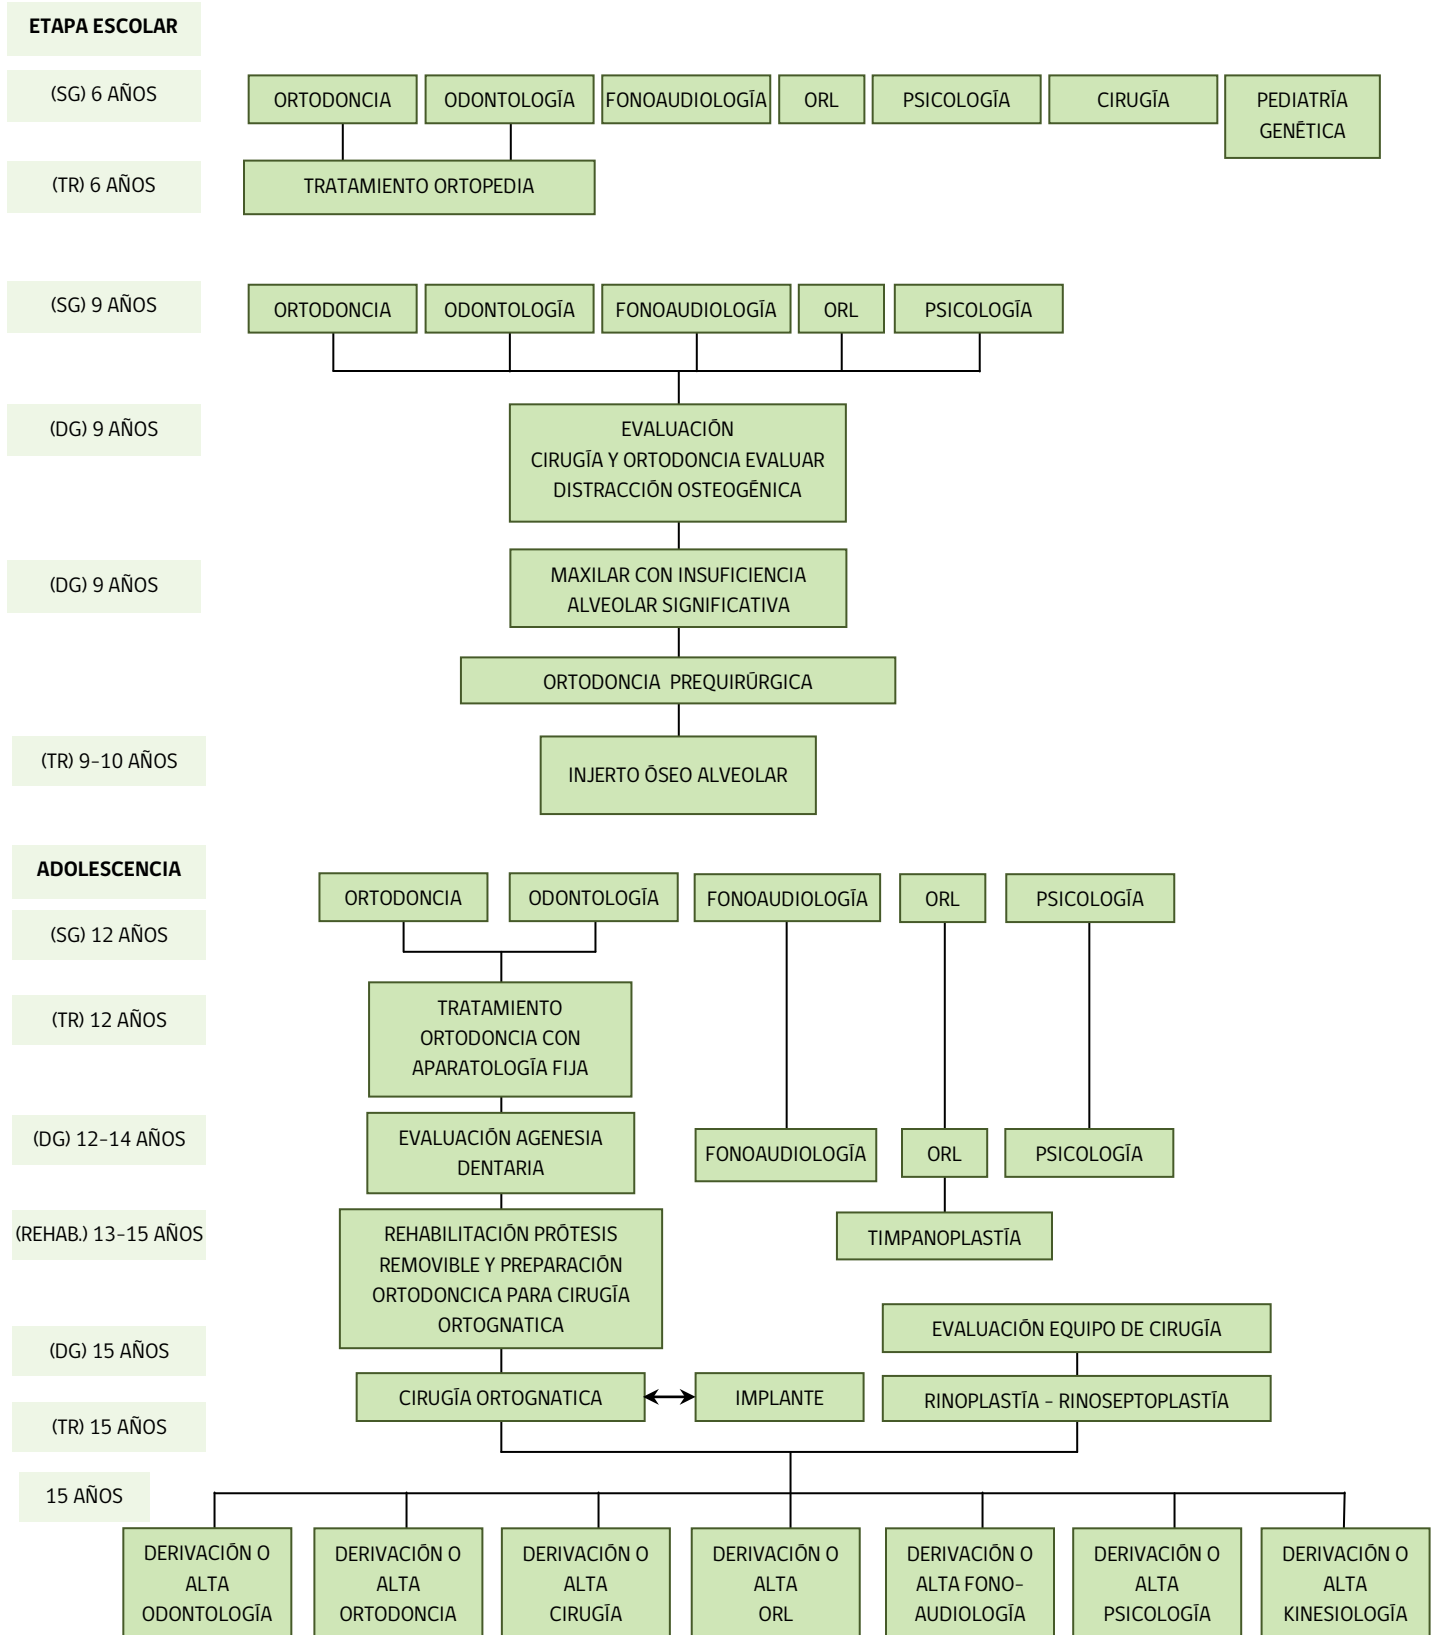 ETAPA ESCOLAR
(SG) 6 AÑOS
ORTODONCIA
ODONTOLOGÍA
FONOAUDIOLOGÍA
ORL
PSICOLOGÍA
CIRUGÍA
PEDIATRÍA
GENÉTICA
(TR) 6 AÑOS
TRATAMIENTO ORTOPEDIA
(SG) 9 AÑOS
ORTODONCIA
ODONTOLOGÍA
FONOAUDIOLOGÍA
ORL
PSICOLOGÍA
(DG) 9 AÑOS
EVALUACIÓN
CIRUGÍA Y ORTODONCIA EVALUAR
DISTRACCIÓN OSTEOGÉNICA
(DG) 9 AÑOS
MAXILAR CON INSUFICIENCIA
ALVEOLAR SIGNIFICATIVA
ORTODONCIA PREQUIRÚRGICA
(TR) 9-10 AÑOS
INJERTO ÓSEO ALVEOLAR
ADOLESCENCIA
ORTODONCIA
ODONTOLOGÍA
FONOAUDIOLOGÍA
ORL
PSICOLOGÍA
(SG) 12 AÑOS
(TR) 12 AÑOS
TRATAMIENTO
ORTODONCIA CON
APARATOLOGÍA FIJA
(DG) 12-14 AÑOS
EVALUACIÓN AGENESIA
DENTARIA
FONOAUDIOLOGÍA
ORL
PSICOLOGÍA
(REHAB.) 13-15 AÑOS
REHABILITACIÓN PRÓTESIS
REMOVIBLE Y PREPARACIÓN
ORTODONCICA PARA CIRUGÍA
ORTOGNATICA
TIMPANOPLASTÍA
(DG) 15 AÑOS
EVALUACIÓN EQUIPO DE CIRUGÍA
CIRUGÍA ORTOGNATICA
IMPLANTE
RINOPLASTÍA - RINOSEPTOPLASTÍA
(TR) 15 AÑOS
15 AÑOS
DERIVACIÓN O
ALTA
ODONTOLOGÍA
DERIVACIÓN O
ALTA
ORTODONCIA
DERIVACIÓN O
ALTA
CIRUGÍA
DERIVACIÓN O
ALTA
ORL
DERIVACIÓN O
ALTA FONO-
AUDIOLOGÍA
DERIVACIÓN O
ALTA
PSICOLOGÍA
DERIVACIÓN O
ALTA
KINESIOLOGÍA